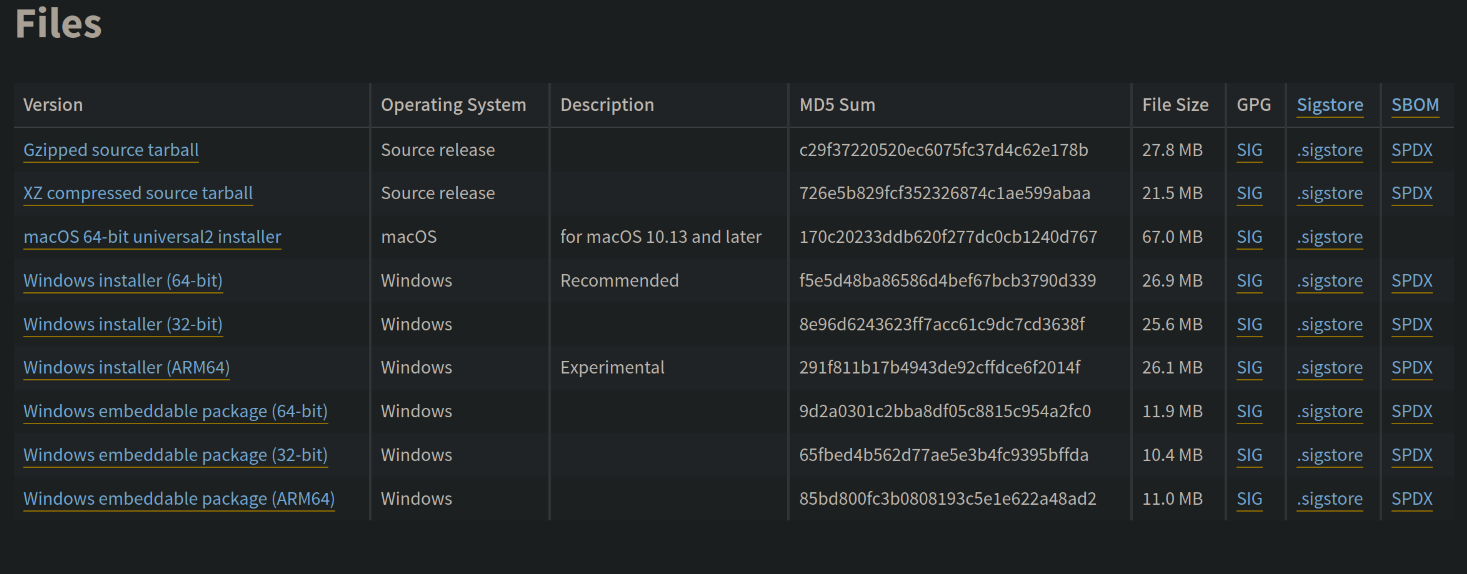 Files
Version Operating System Description MD5 Sum File Size GPG Sigstore SBOM
Gzipped source tarball Source release c29f37220520ec6075fc37d4c62e178b 27.8 MB SIG .sigstore SPDX
XZ compressed source tarball Source release 726e5b829fcf352326874c1ae599abaa 21.5 MB SIG .sigstore SPDX
macOS 64-bit universal2 installer macOS for macOS 10.13 and later 170c20233ddb620f277dc0cb1240d767 67.0 MB SIG .sigstore
Windows installer (64-bit) Windows Recommended f5e5d48ba86586d4bef67bcb3790d339 26.9 MB SIG .sigstore SPDX
Windows installer (32-bit) Windows 8e96d6243623ff7acc61c9dc7cd3638f 25.6 MB SIG .sigstore SPDX
Windows installer (ARM64) Windows Experimental 291f811b17b4943de92cffdce6f2014f 26.1 MB SIG .sigstore SPDX
Windows embeddable package (64-bit) Windows 9d2a0301c2bba8df05c8815c954a2fc0 11.9 MB SIG .sigstore SPDX
Windows embeddable package (32-bit) Windows 65fbed4b562d77ae5e3b4fc9395bffda 10.4 MB SIG .sigstore SPDX
Windows embeddable package (ARM64) Windows 85bd800fc3b0808193c5e1e622a48ad2 11.0 MB SIG .sigstore SPDX